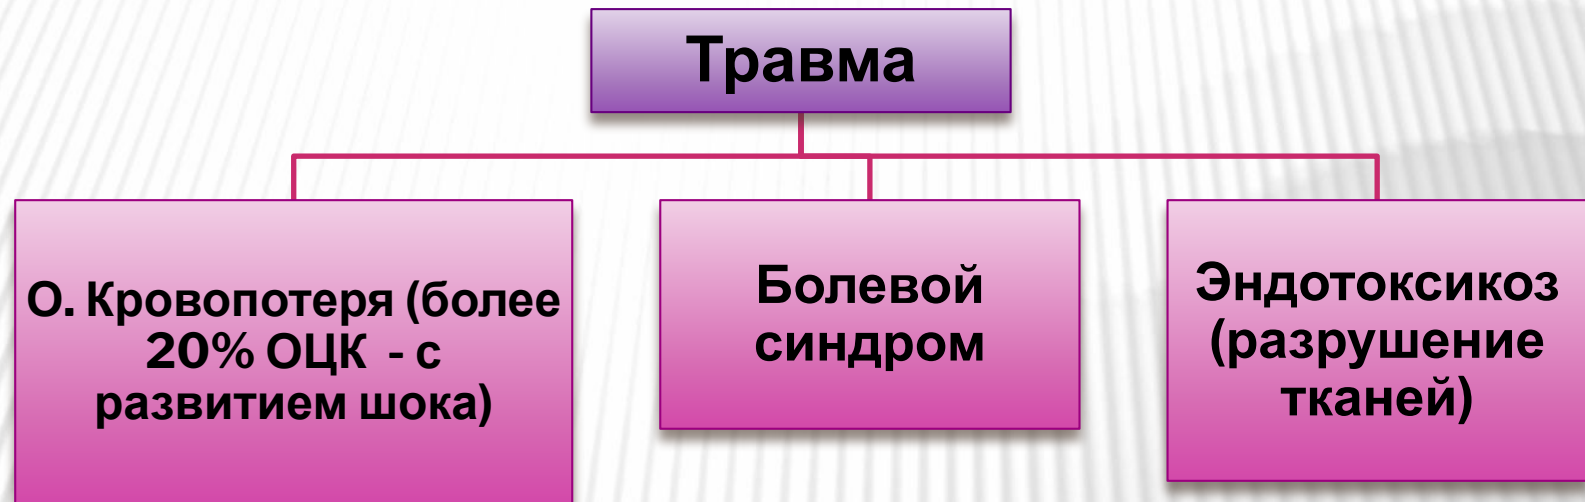 Травма
О. Кровопотеря (более
20% ОЦК - с
развитием шока)
Болевой
синдром
Эндотоксикоз
(разрушение
тканей)